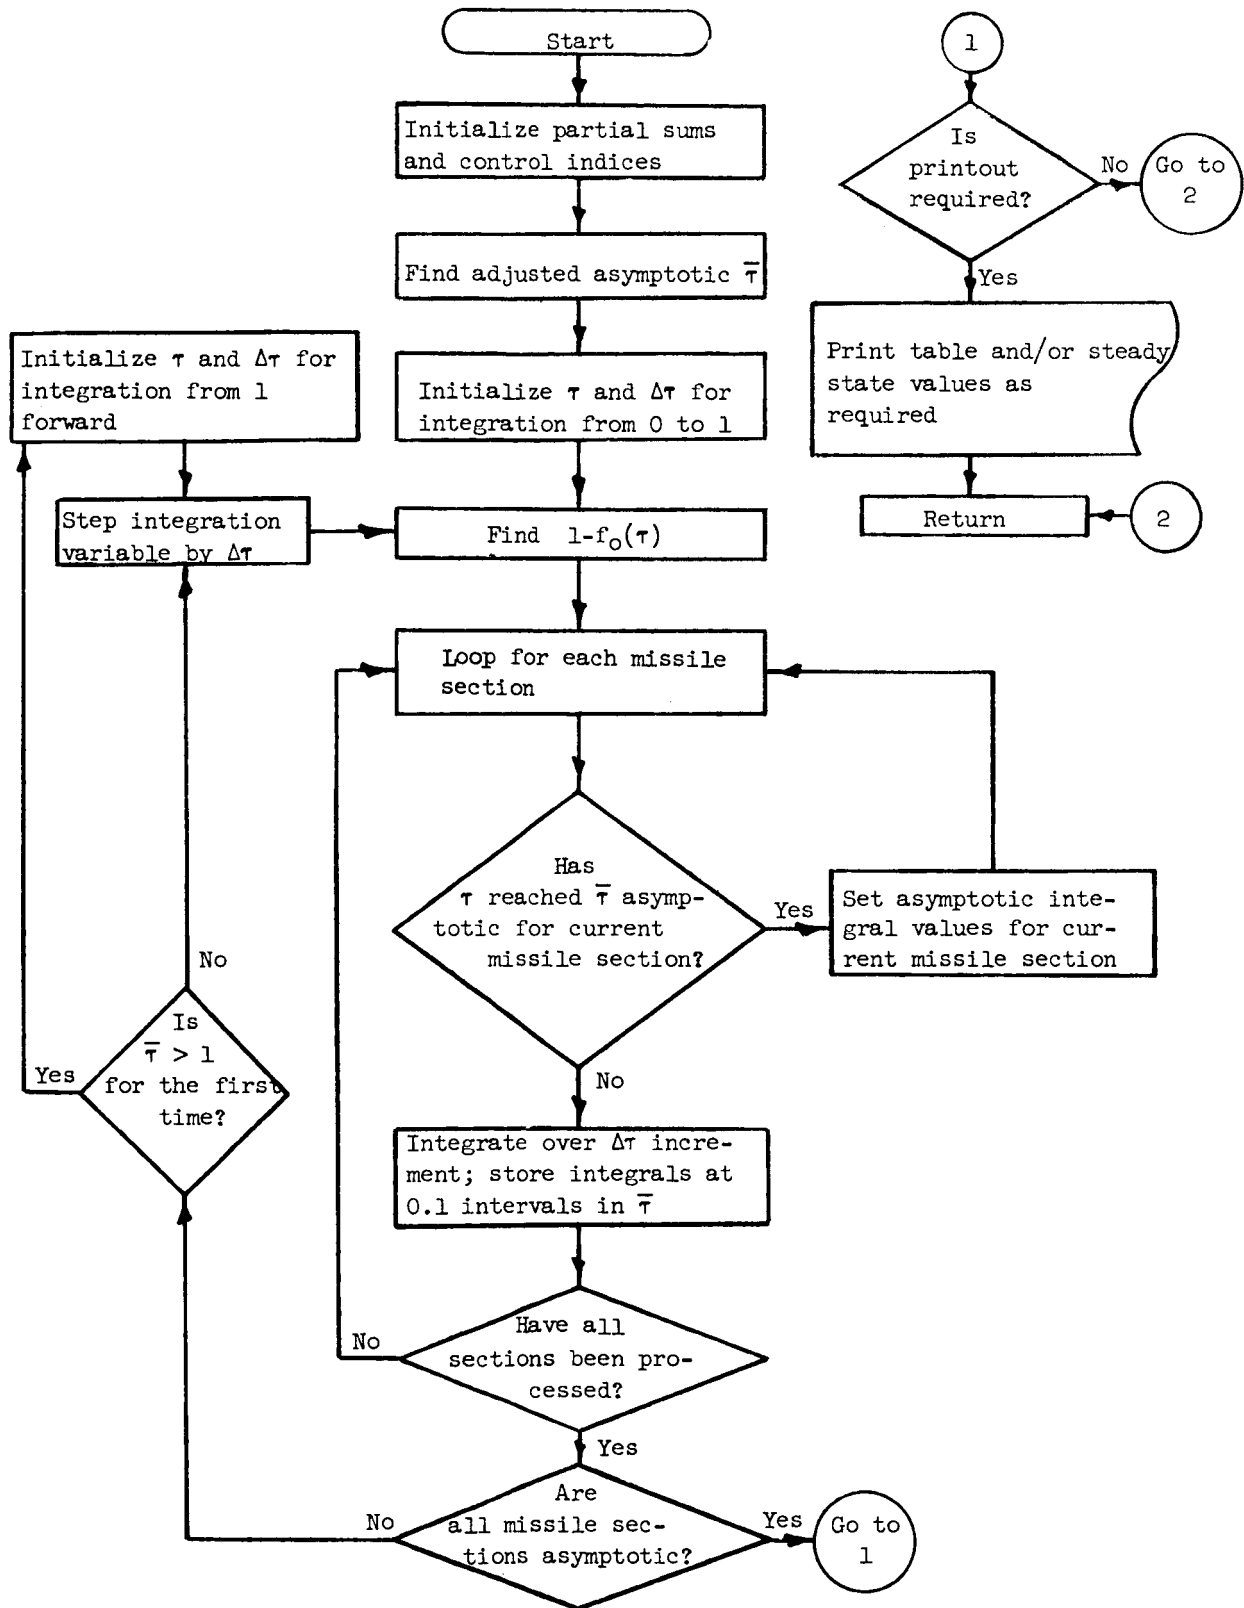 Start
Initialize partial sums
and control indices
Find adjusted asymptotic τ̅
Initialize τ and Δτ for
integration from 0 to 1
Initialize τ and Δτ for
integration from 1
forward
Step integration
variable by Δτ
Find 1-f₀(τ)
Loop for each missile
section
Has
τ reached τ̅ asymp-
totic for current
missile section?
Yes
Set asymptotic inte-
gral values for cur-
rent missile section
No
Integrate over Δτ incre-
ment; store integrals at
0.1 intervals in τ̅
Have all
sections been pro-
cessed?
No
Yes
Are
all missile sec-
tions asymptotic?
No
Yes
Go to
1
Is
τ̅ > 1
for the first
time?
No
Yes
1
Is
printout
required?
No
Go to
2
Yes
Print table and/or steady
state values as
required
Return
2